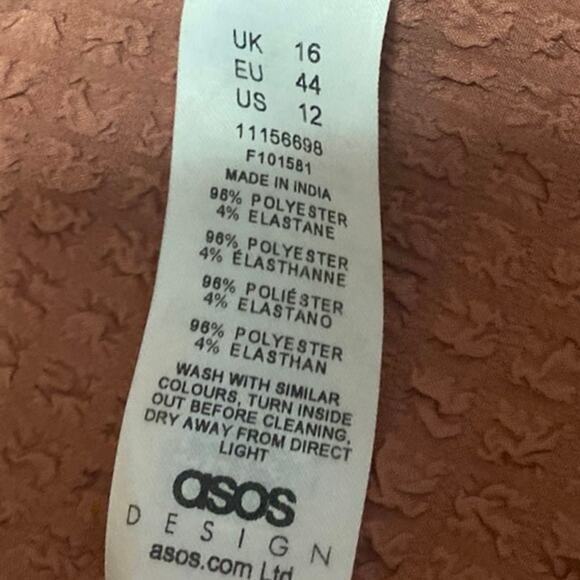 UK 16
EU 44
US 12
11156698
F101581
MADE IN INDIA
96% POLYESTER
4% ELASTANE
96% POLYESTER
4% ÉLASTHANNE
96% POLIÉSTER
4% ELASTANO
96% POLYESTER
4% ELASTHAN
WASH WITH SIMILAR
COLOURS, TURN INSIDE
OUT BEFORE CLEANING,
DRY AWAY FROM DIRECT
LIGHT
asos
DESIGN
asos.com Ltd